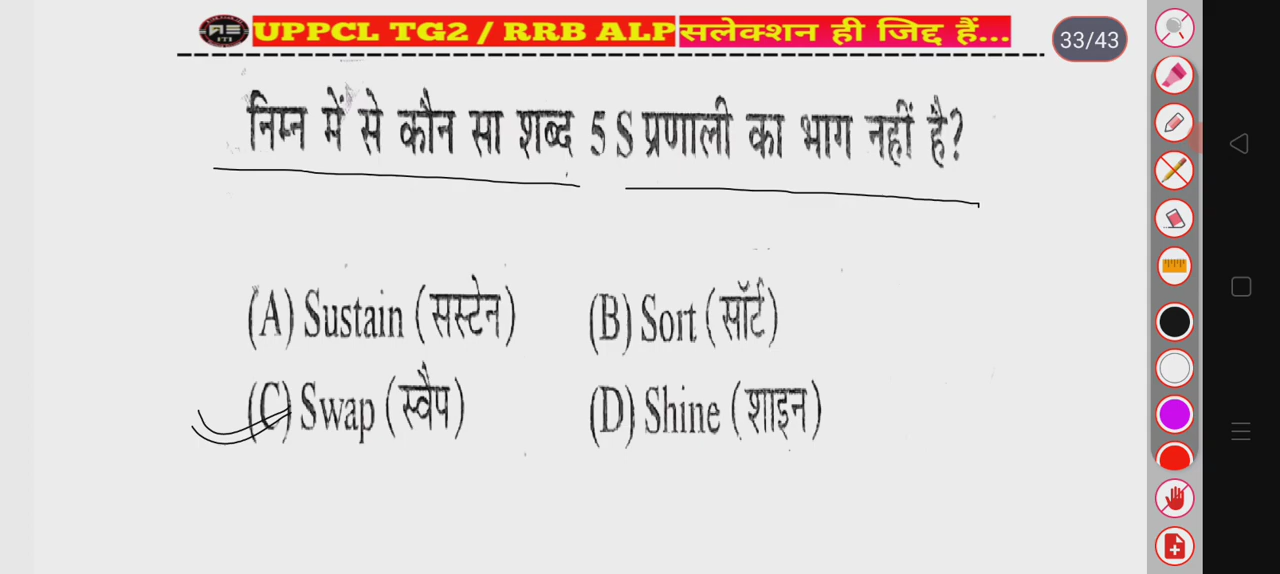 UPPCL TG2 / RRB ALP सलेक्शन ही जिद्द हैं...
33/43
निम्न में से कौन सा शब्द 5 S प्रणाली का भाग नहीं है?
(A) Sustain (सस्टेन) (B) Sort (सॉर्ट)
(C) Swap (स्वैप) (D) Shine (शाइन)